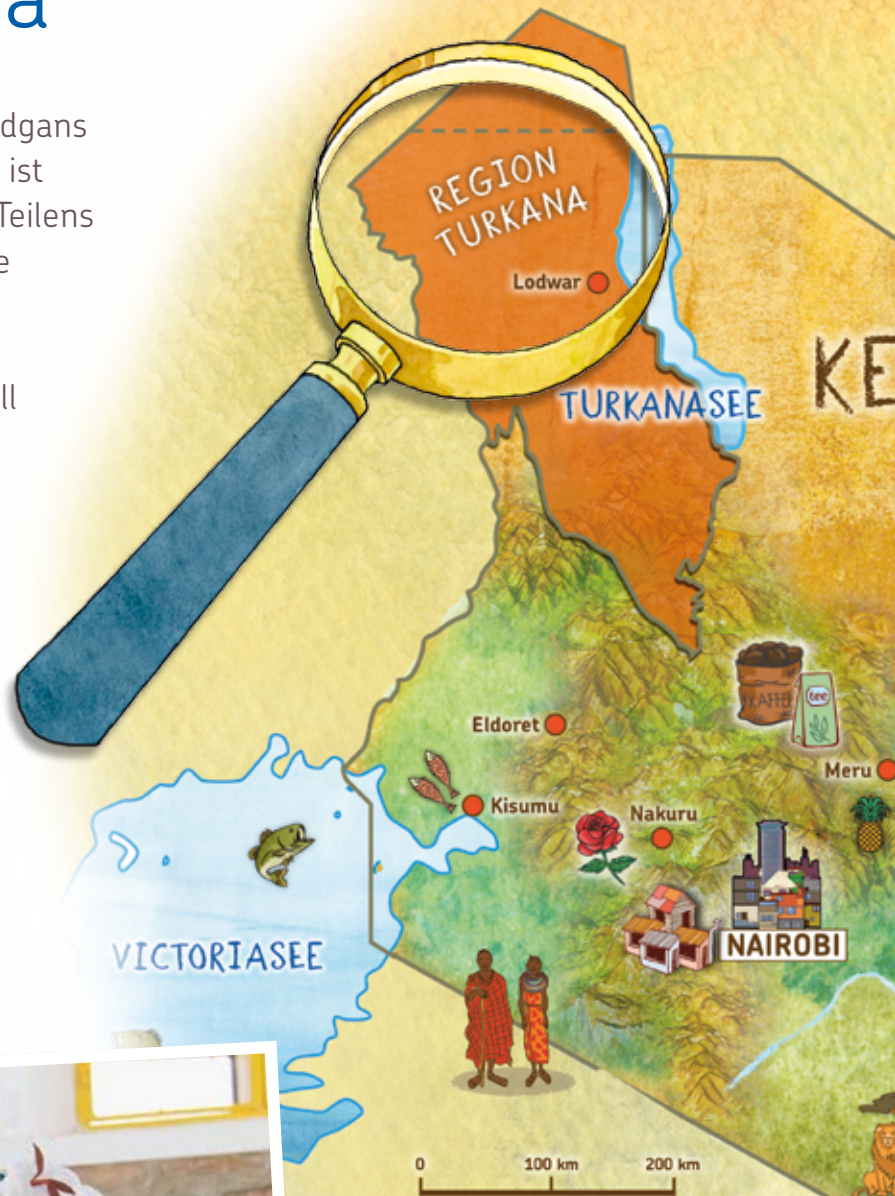 a
dgans
ist
Teilens
e
ll
REGION
TURKANA
Lodwar
TURKANASEE
KE
Eldoret
KAFFEE
tee
Meru
Kisumu
Nakuru
NAIROBI
VICTORIASEE
0 100 km 200 km